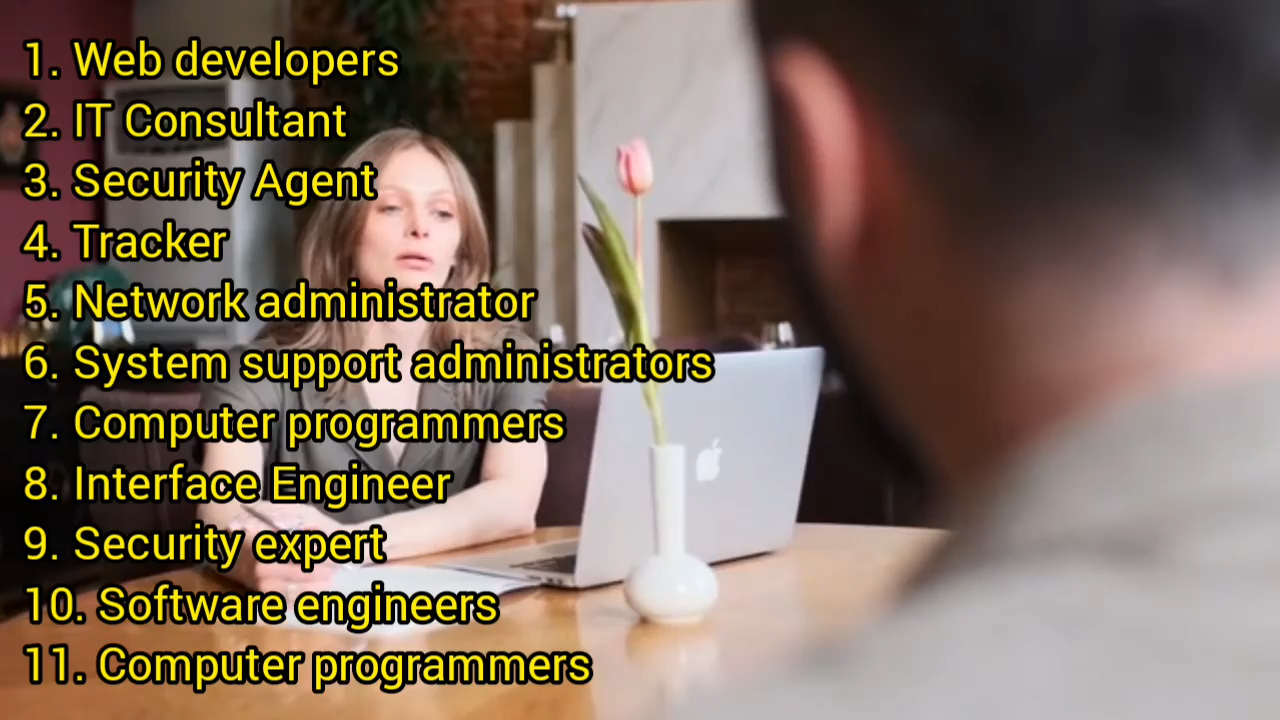 1. Web developers
2. IT Consultant
3. Security Agent
4. Tracker
5. Network administrator
6. System support administrators
7. Computer programmers
8. Interface Engineer
9. Security expert
10. Software engineers
11. Computer programmers